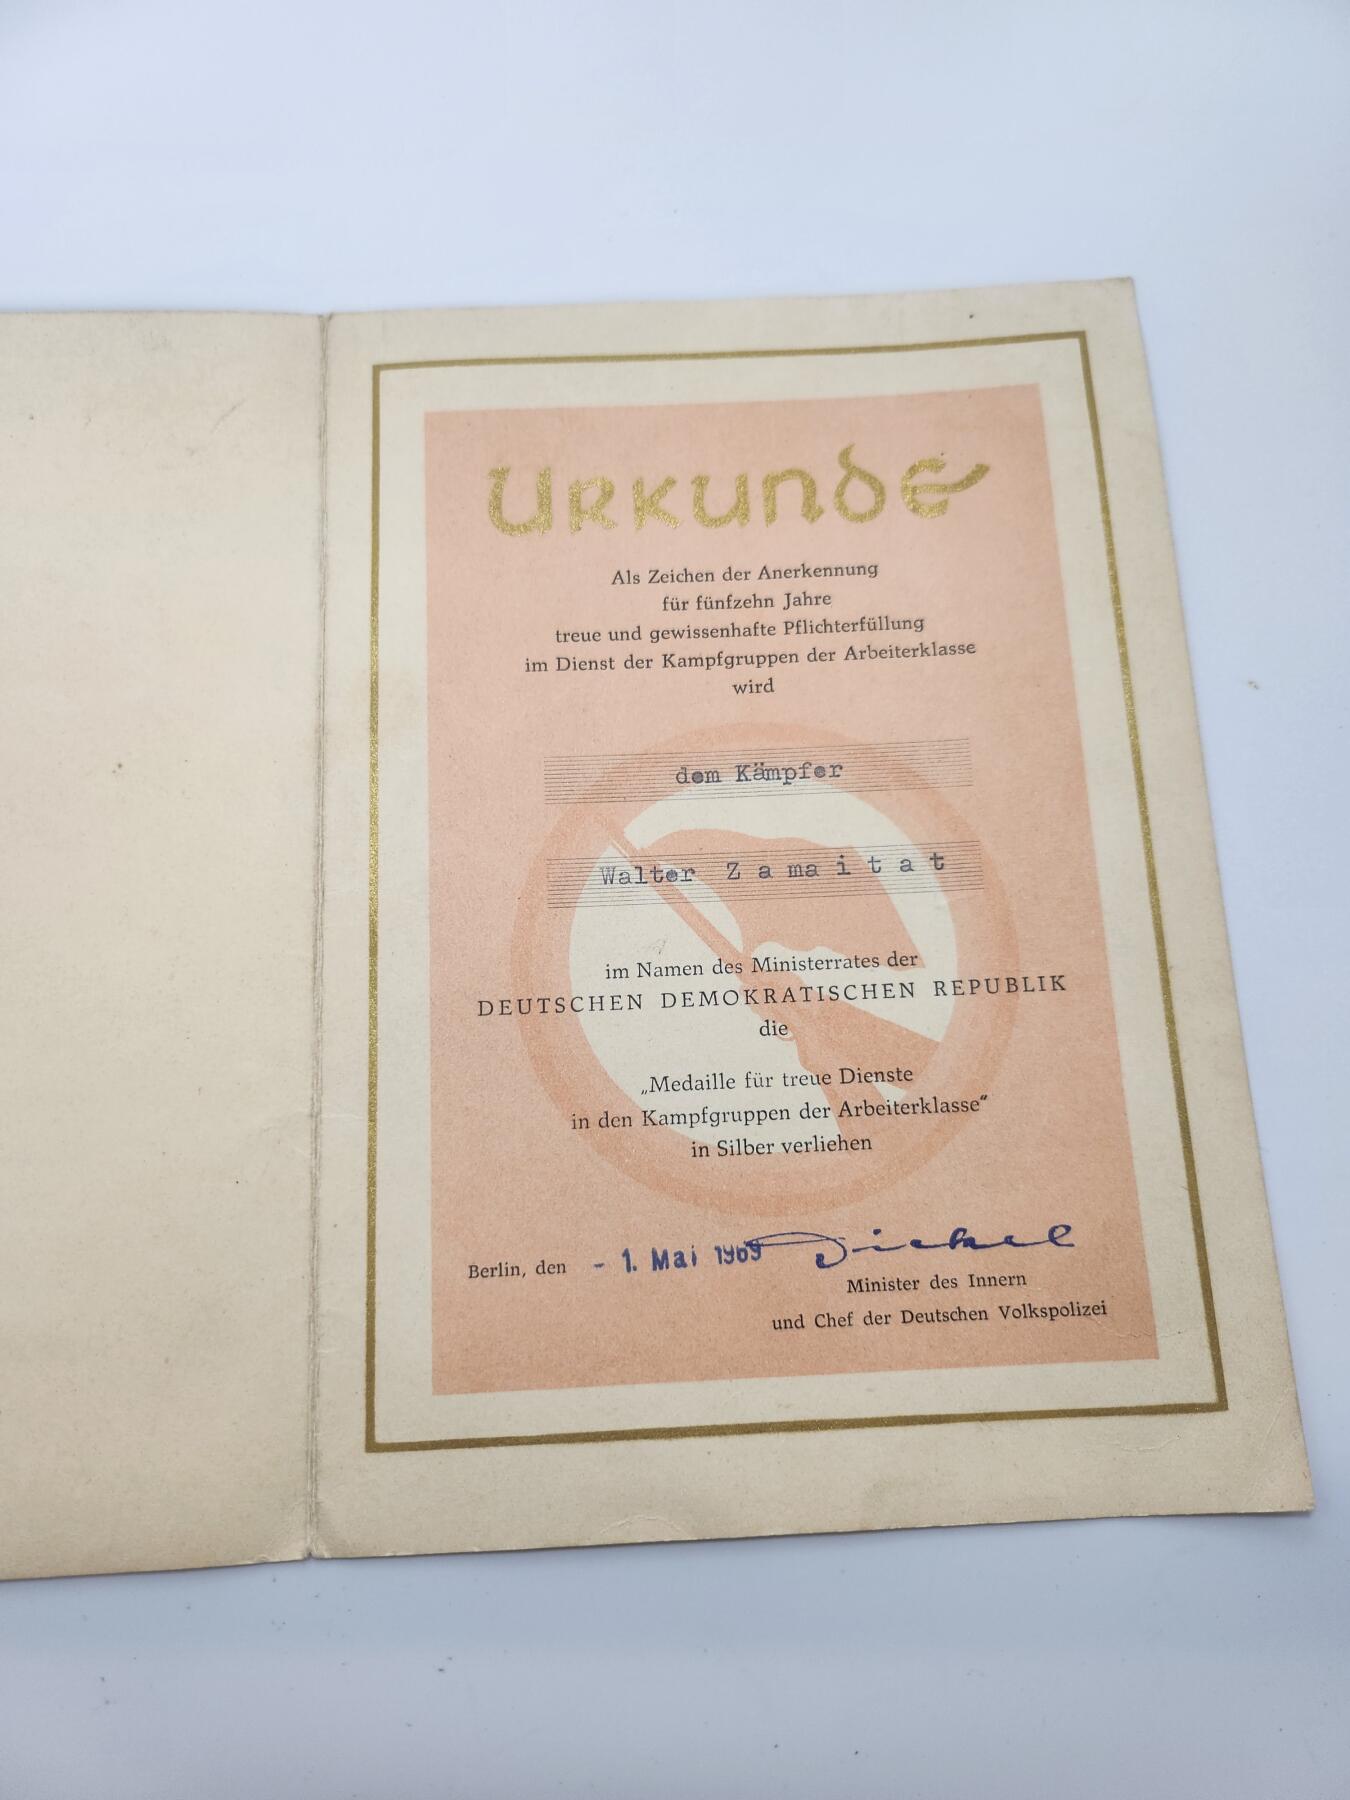 Urkunde
Als Zeichen der Anerkennung
für fünfzehn Jahre
treue und gewissenhafte Pflichterfüllung
im Dienst der Kampfgruppen der Arbeiterklasse
wird
dem Kämpfer
Walter Z a m a i t a t
im Namen des Ministerrates der
DEUTSCHEN DEMOKRATISCHEN REPUBLIK
die
„Medaille für treue Dienste
in den Kampfgruppen der Arbeiterklasse"
in Silber verliehen
Berlin, den - 1. Mai 1969 Dickel
Minister des Innern
und Chef der Deutschen Volkspolizei